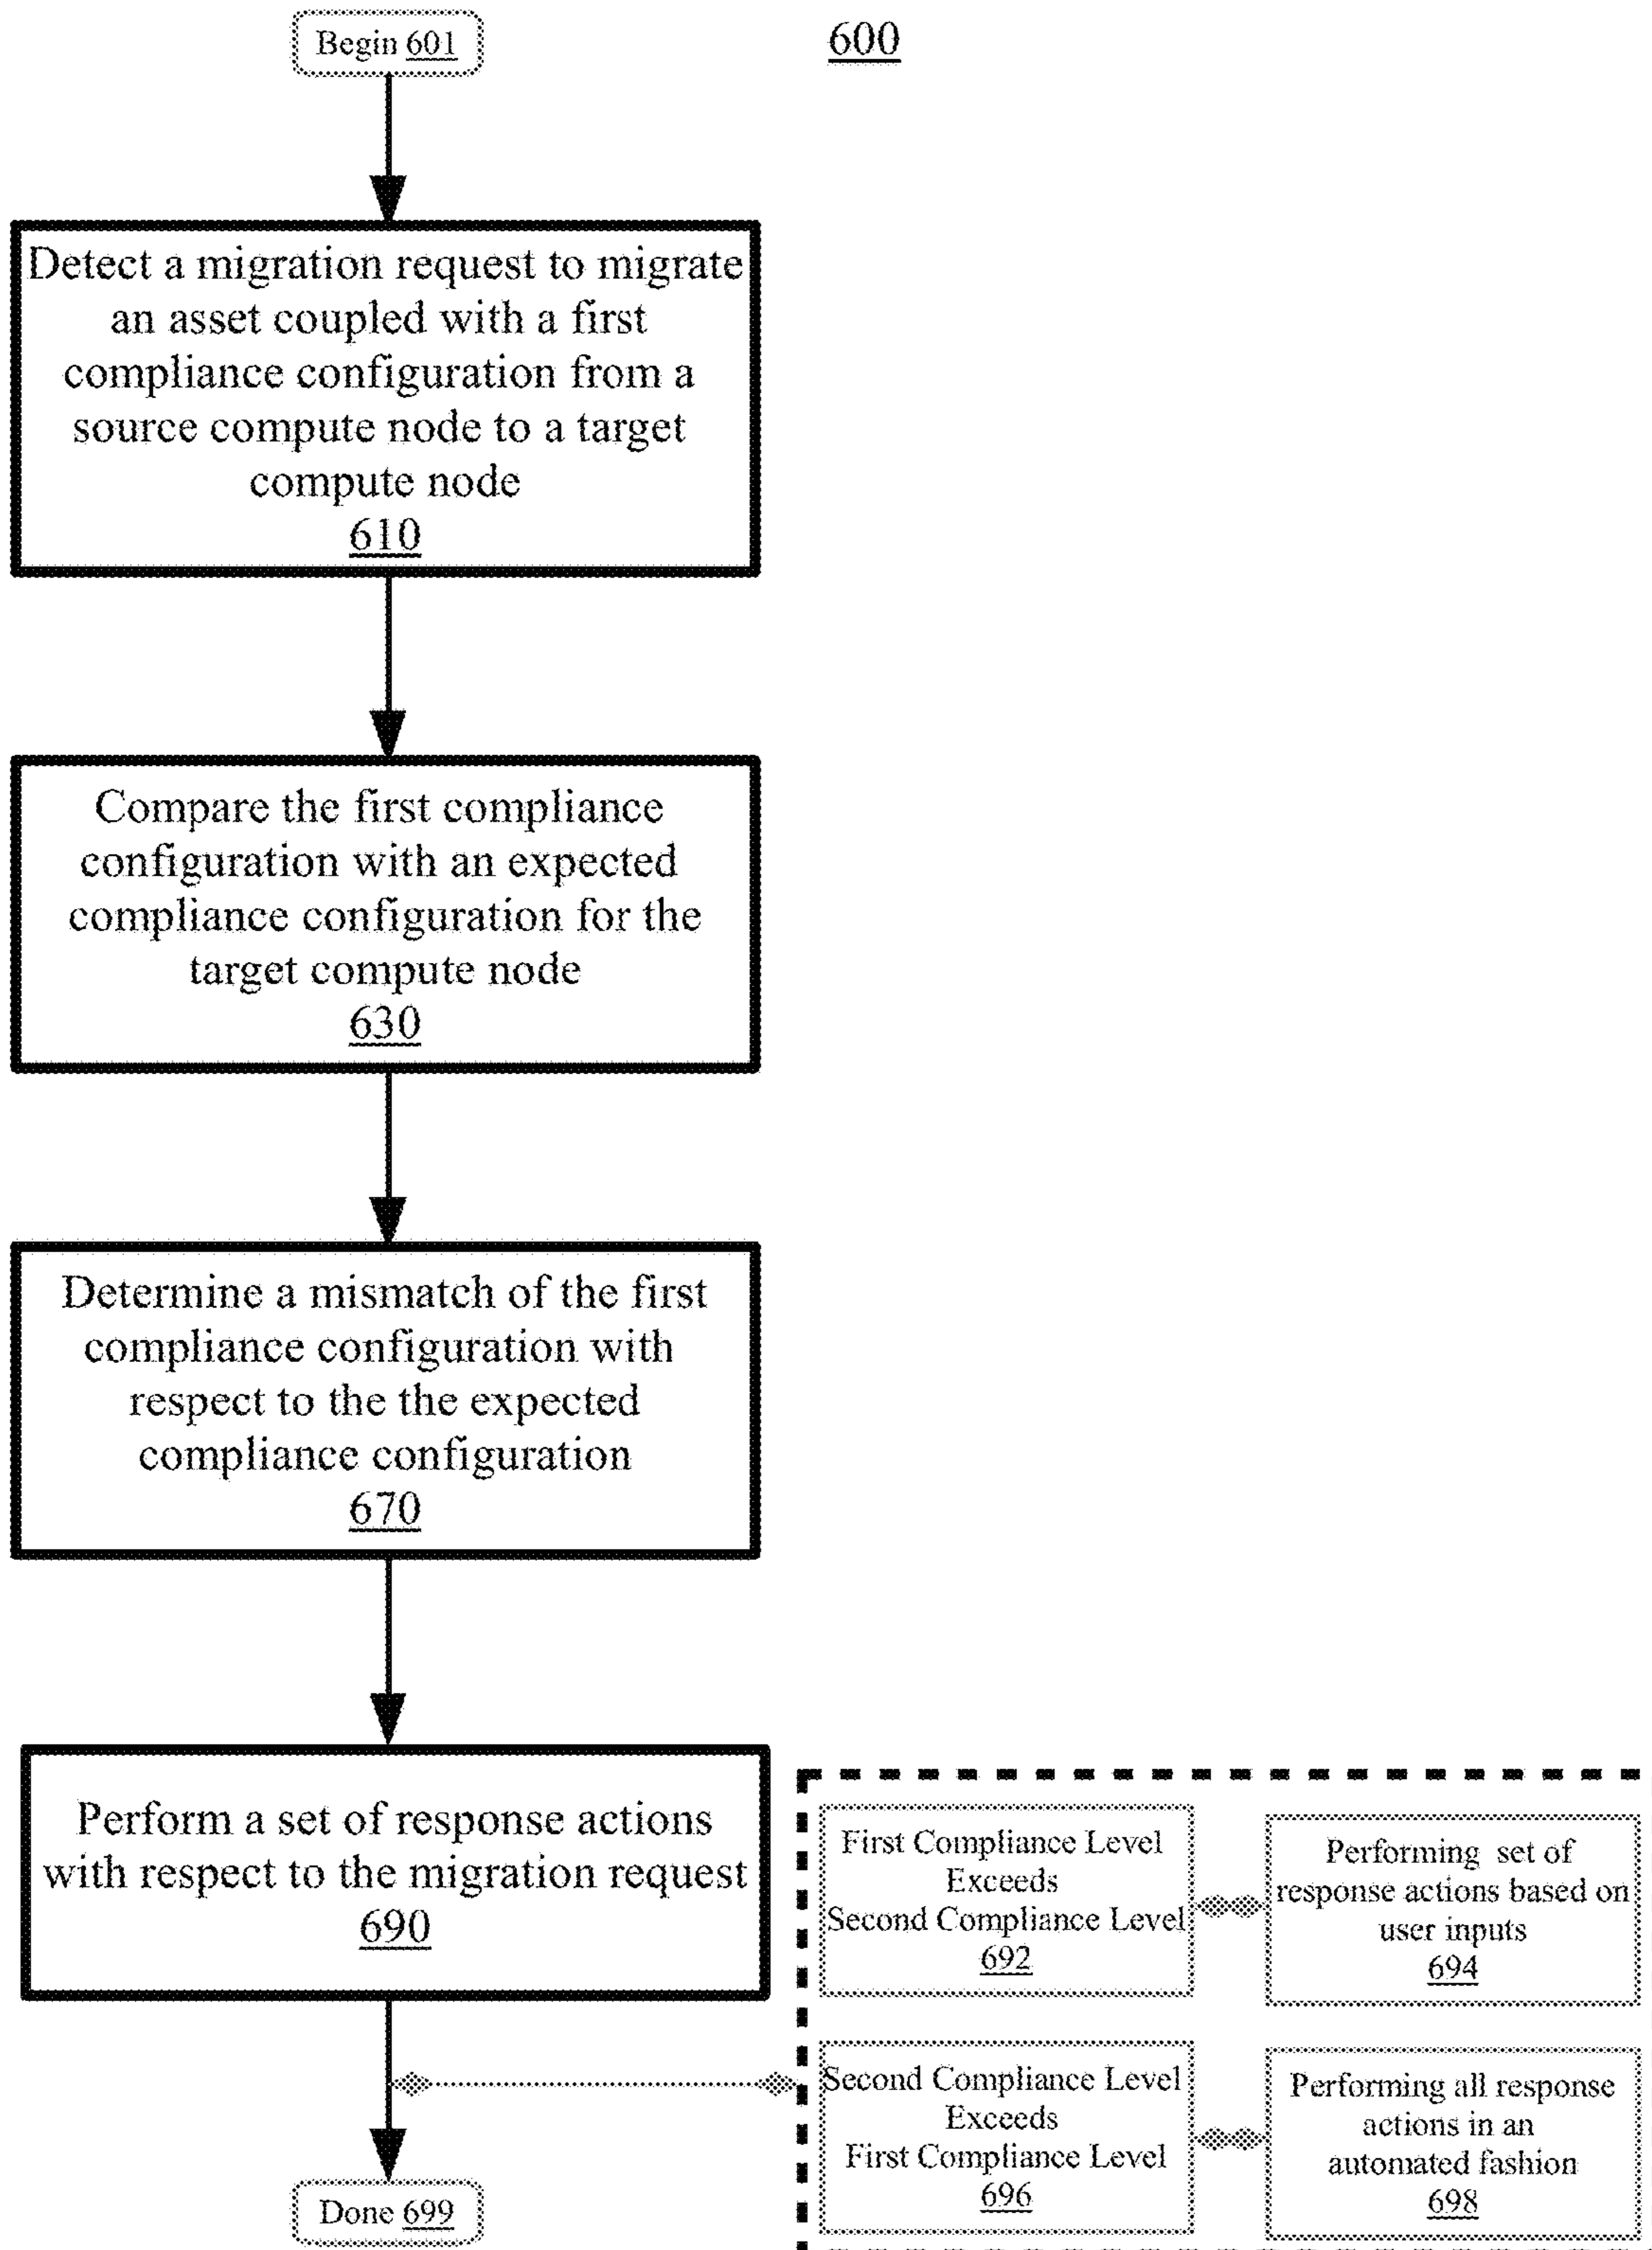 Begin 601
600
Detect a migration request to migrate
an asset coupled with a first
compliance configuration from a
source compute node to a target
compute node
610
Compare the first compliance
configuration with an expected
compliance configuration for the
target compute node
630
Determine a mismatch of the first
compliance configuration with
respect to the the expected
compliance configuration
670
Perform a set of response actions
with respect to the migration request
690
First Compliance Level
Exceeds
Second Compliance Level
692
Performing set of
response actions based on
user inputs
694
Second Compliance Level
Exceeds
First Compliance Level
696
Performing all response
actions in an
automated fashion
698
Done 699